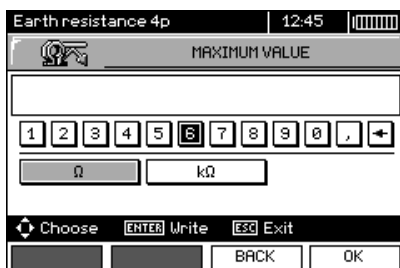 Earth resistance 4p 12:45
MAXIMUM VALUE
1 2 3 4 5 6 7 8 9 0 , ←
Ω kΩ
Choose ENTER Write ESC Exit
BACK OK